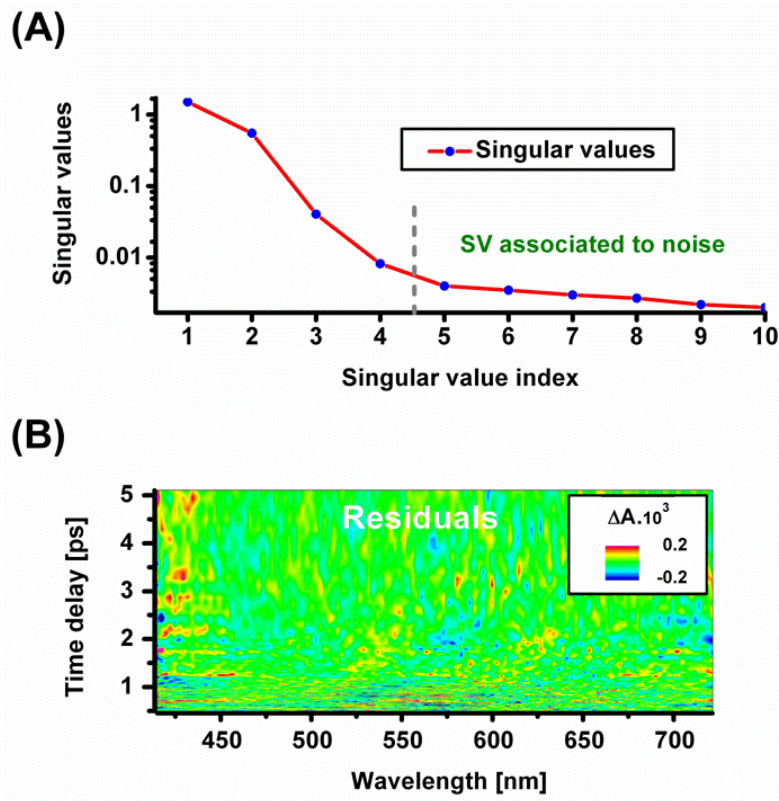 (A)
Singular values
1
0.1
0.01
Singular values
SV associated to noise
1 2 3 4 5 6 7 8 9 10
Singular value index
(B)
Time delay [ps]
5
4
3
2
1
Residuals
ΔA.10³
0.2
-0.2
450 500 550 600 650 700
Wavelength [nm]